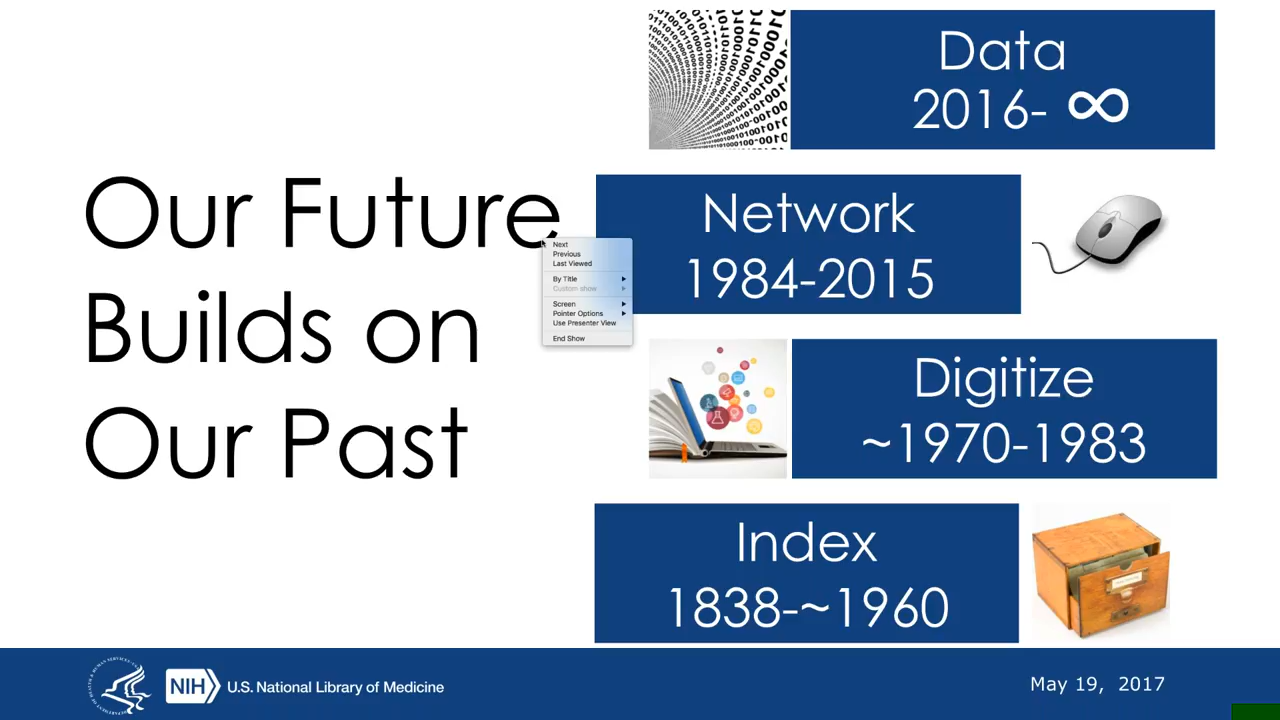 Our Future
Builds on
Our Past
Data
2016- ∞
Network
1984-2015
Digitize
~1970-1983
Index
1838-~1960
Next
Previous
Last Viewed
By Title
Custom show
Screen
Pointer Options
Use Presenter View
End Show
NIH
U.S. National Library of Medicine
May 19, 2017